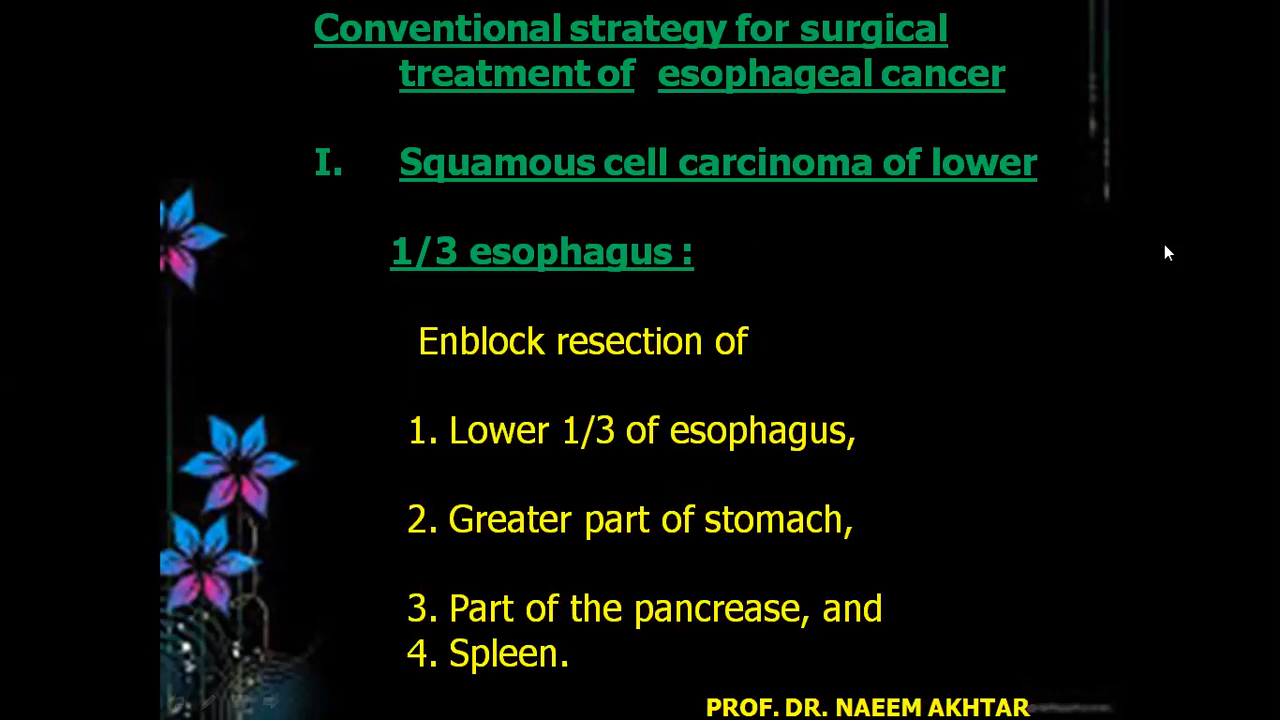 Conventional strategy for surgical
treatment of esophageal cancer
I. Squamous cell carcinoma of lower
1/3 esophagus :
Enblock resection of
1. Lower 1/3 of esophagus,
2. Greater part of stomach,
3. Part of the pancrease, and
4. Spleen.
PROF. DR. NAEEM AKHTAR